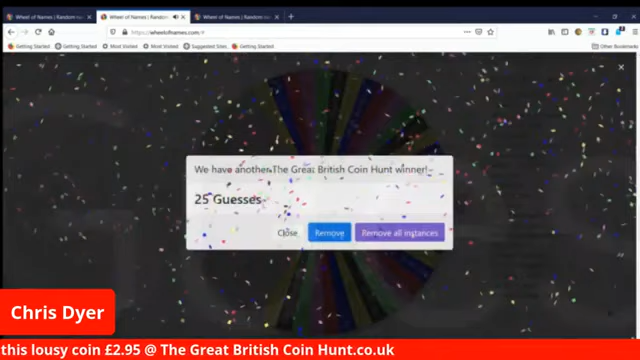 Wheel of Names | Random
Wheel of Names | Random
Wheel of Names | Random
https://wheelofnames.com/#
Getting Started
Getting Started
Most Visited
Most Visited
Suggested Sites
Getting Started
Other Bookmarks
We have another The Great British Coin Hunt winner!
25 Guesses
Close
Remove
Remove all instances
Chris Dyer
this lousy coin £2.95 @ The Great British Coin Hunt.co.uk